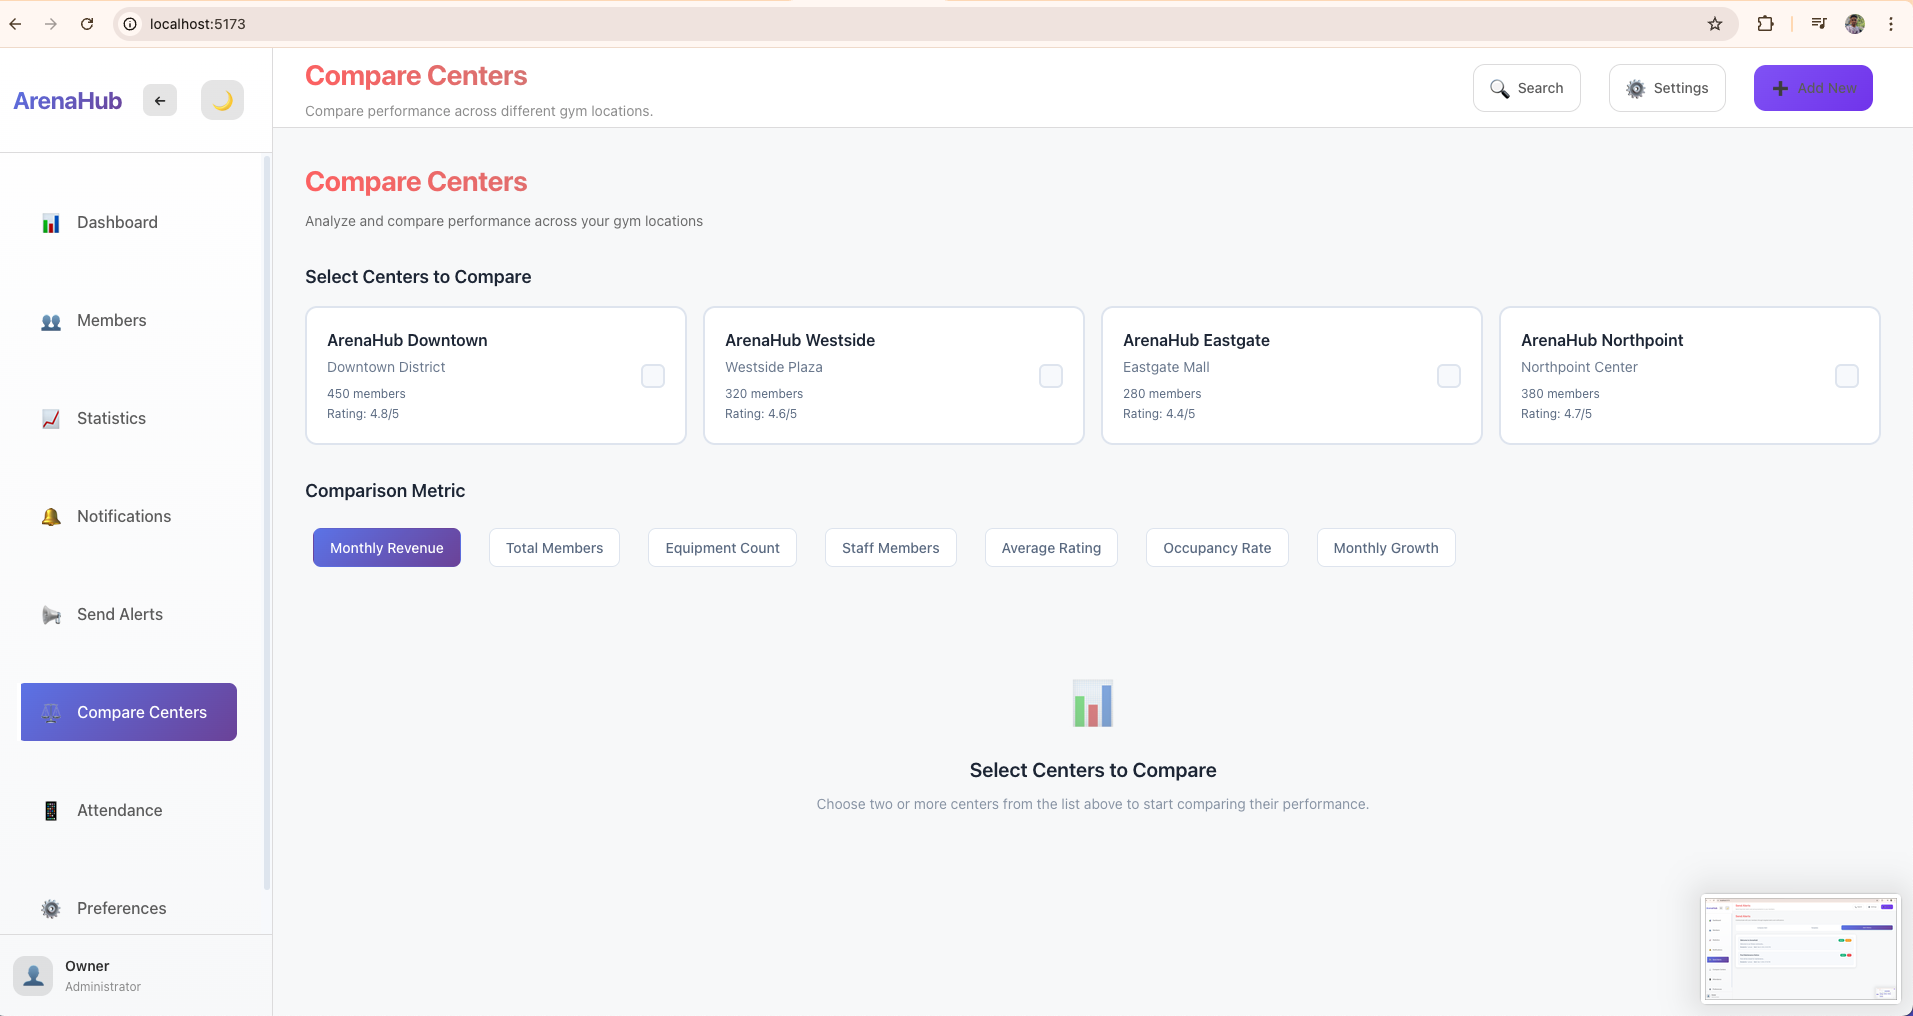 localhost:5173
ArenaHub
Compare Centers
Compare performance across different gym locations.
Search
Settings
Add New
Dashboard
Members
Statistics
Notifications
Send Alerts
Compare Centers
Attendance
Preferences
Owner
Administrator
Compare Centers
Analyze and compare performance across your gym locations
Select Centers to Compare
ArenaHub Downtown
Downtown District
450 members
Rating: 4.8/5
ArenaHub Westside
Westside Plaza
320 members
Rating: 4.6/5
ArenaHub Eastgate
Eastgate Mall
280 members
Rating: 4.4/5
ArenaHub Northpoint
Northpoint Center
380 members
Rating: 4.7/5
Comparison Metric
Monthly Revenue
Total Members
Equipment Count
Staff Members
Average Rating
Occupancy Rate
Monthly Growth
Select Centers to Compare
Choose two or more centers from the list above to start comparing their performance.